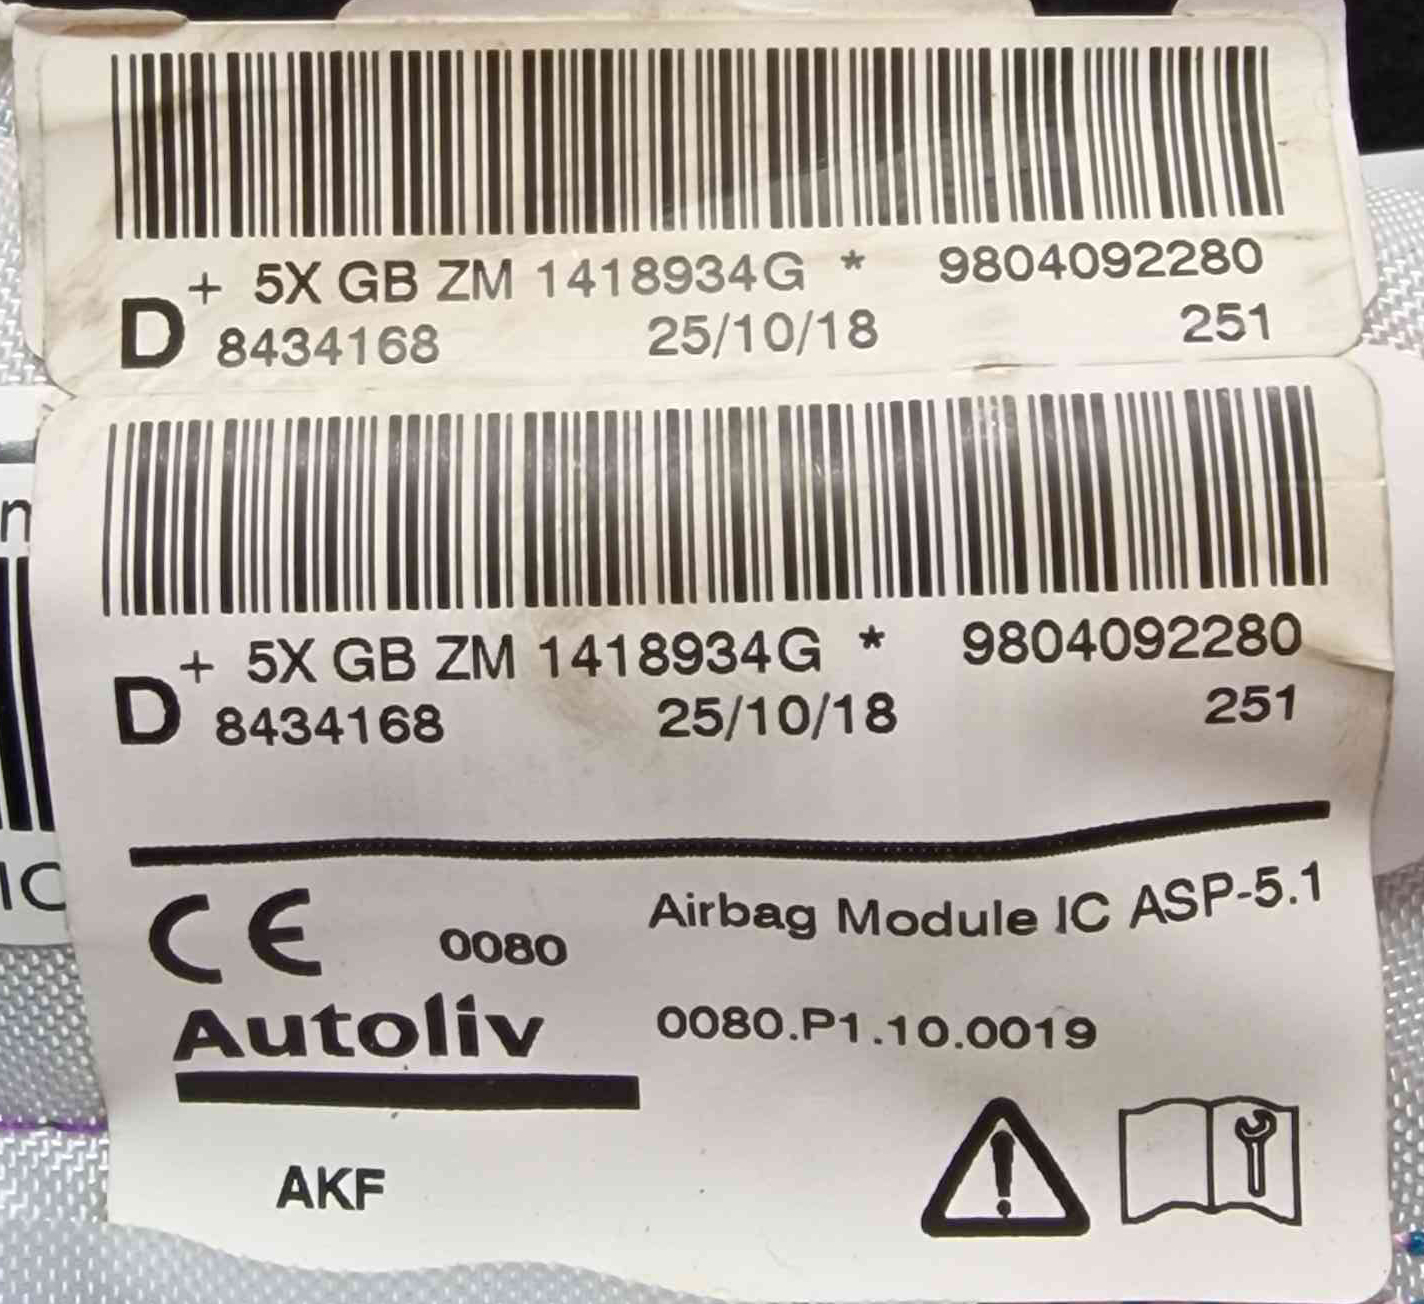 + 5X GB ZM 1418934G * 9804092280
D 8434168 25/10/18 251
+ 5X GB ZM 1418934G * 9804092280
D 8434168 25/10/18 251
CE 0080 Airbag Module IC ASP-5.1
Autoliv 0080.P1.10.0019
AKF